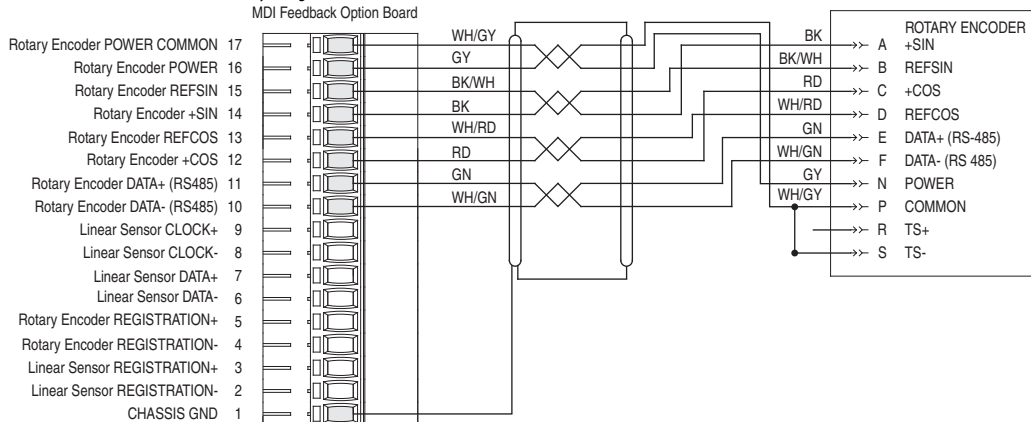 MDI Feedback Option Board
Rotary Encoder POWER COMMON 17
Rotary Encoder POWER 16
Rotary Encoder REFSIN 15
Rotary Encoder +SIN 14
Rotary Encoder REFCOS 13
Rotary Encoder +COS 12
Rotary Encoder DATA+ (RS485) 11
Rotary Encoder DATA- (RS485) 10
Linear Sensor CLOCK+ 9
Linear Sensor CLOCK- 8
Linear Sensor DATA+ 7
Linear Sensor DATA- 6
Rotary Encoder REGISTRATION+ 5
Rotary Encoder REGISTRATION- 4
Linear Sensor REGISTRATION+ 3
Linear Sensor REGISTRATION- 2
CHASSIS GND 1
WH/GY
GY
BK/WH
BK
WH/RD
RD
GN
WH/GN
BK
BK/WH
RD
WH/RD
GN
WH/GN
GY
WH/GY
ROTARY ENCODER
A +SIN
B REFSIN
C +COS
D REFCOS
E DATA+ (RS-485)
F DATA- (RS 485)
N POWER
P COMMON
R TS+
S TS-